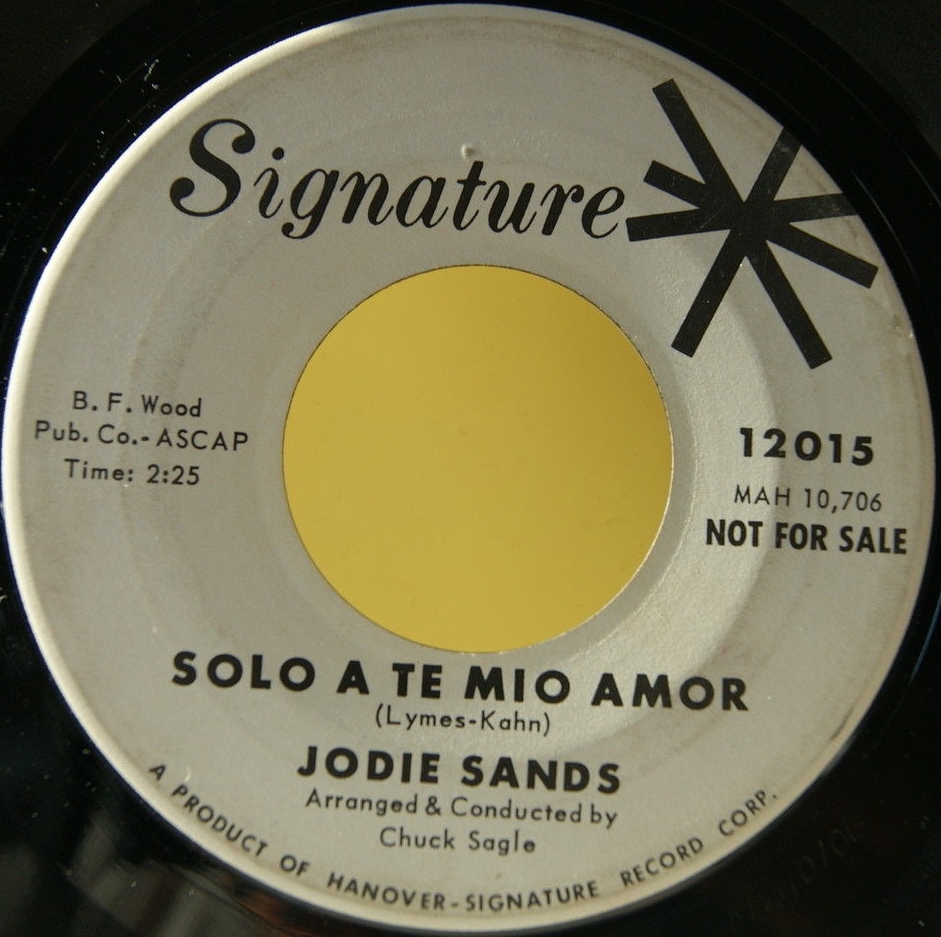 Signature
B. F. Wood
Pub. Co.- ASCAP
Time: 2:25
12015
MAH 10,706
NOT FOR SALE
SOLO A TE MIO AMOR
(Lymes-Kahn)
JODIE SANDS
Arranged & Conducted by
Chuck Sagle
A PRODUCT OF HANOVER-SIGNATURE RECORD CORP.